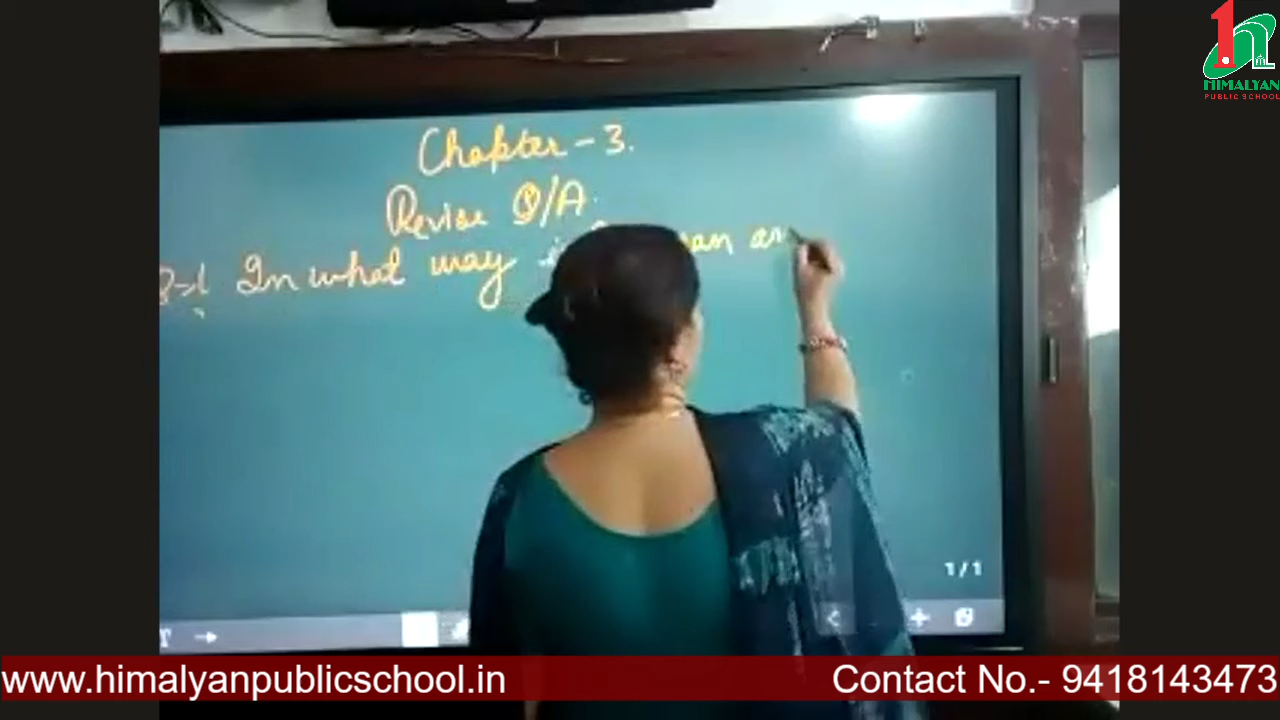 Chapter - 3.
Revise Q/A.
Q-1 In what way
1/1
HIMALYAN
PUBLIC SCHOOL
www.himalyanpublicschool.in
Contact No.- 9418143473